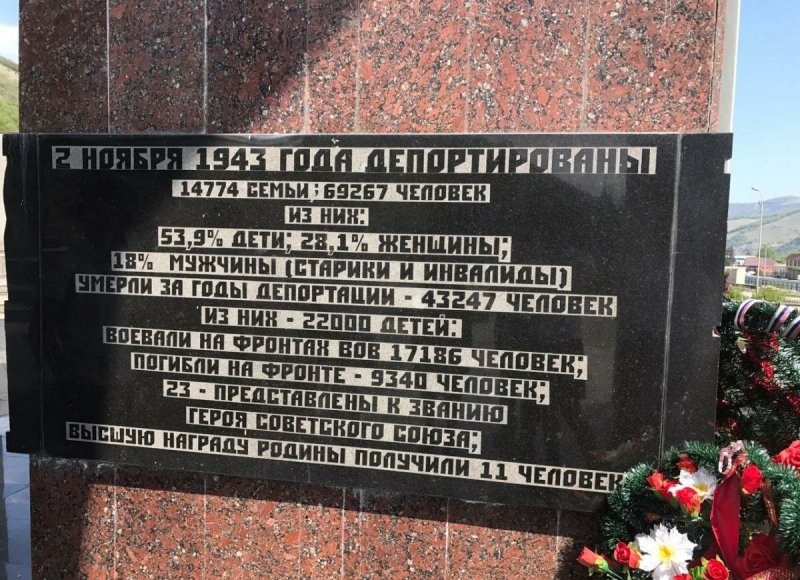 2 НОЯБРЯ 1943 ГОДА ДЕПОРТИРОВАНЫ
14774 СЕМЬИ; 69267 ЧЕЛОВЕК
ИЗ НИХ:
53,9% ДЕТИ; 28,1% ЖЕНЩИНЫ;
18% МУЖЧИНЫ (СТАРИКИ И ИНВАЛИДЫ)
УМЕРЛИ ЗА ГОДЫ ДЕПОРТАЦИИ - 43247 ЧЕЛОВЕК
ИЗ НИХ - 22000 ДЕТЕЙ:
ВОЕВАЛИ НА ФРОНТАХ ВОВ 17186 ЧЕЛОВЕК;
ПОГИБЛИ НА ФРОНТЕ - 9340 ЧЕЛОВЕК;
23 - ПРЕДСТАВЛЕНЫ К ЗВАНИЮ
ГЕРОЯ СОВЕТСКОГО СОЮЗА;
ВЫСШУЮ НАГРАДУ РОДИНЫ ПОЛУЧИЛИ 11 ЧЕЛОВЕК